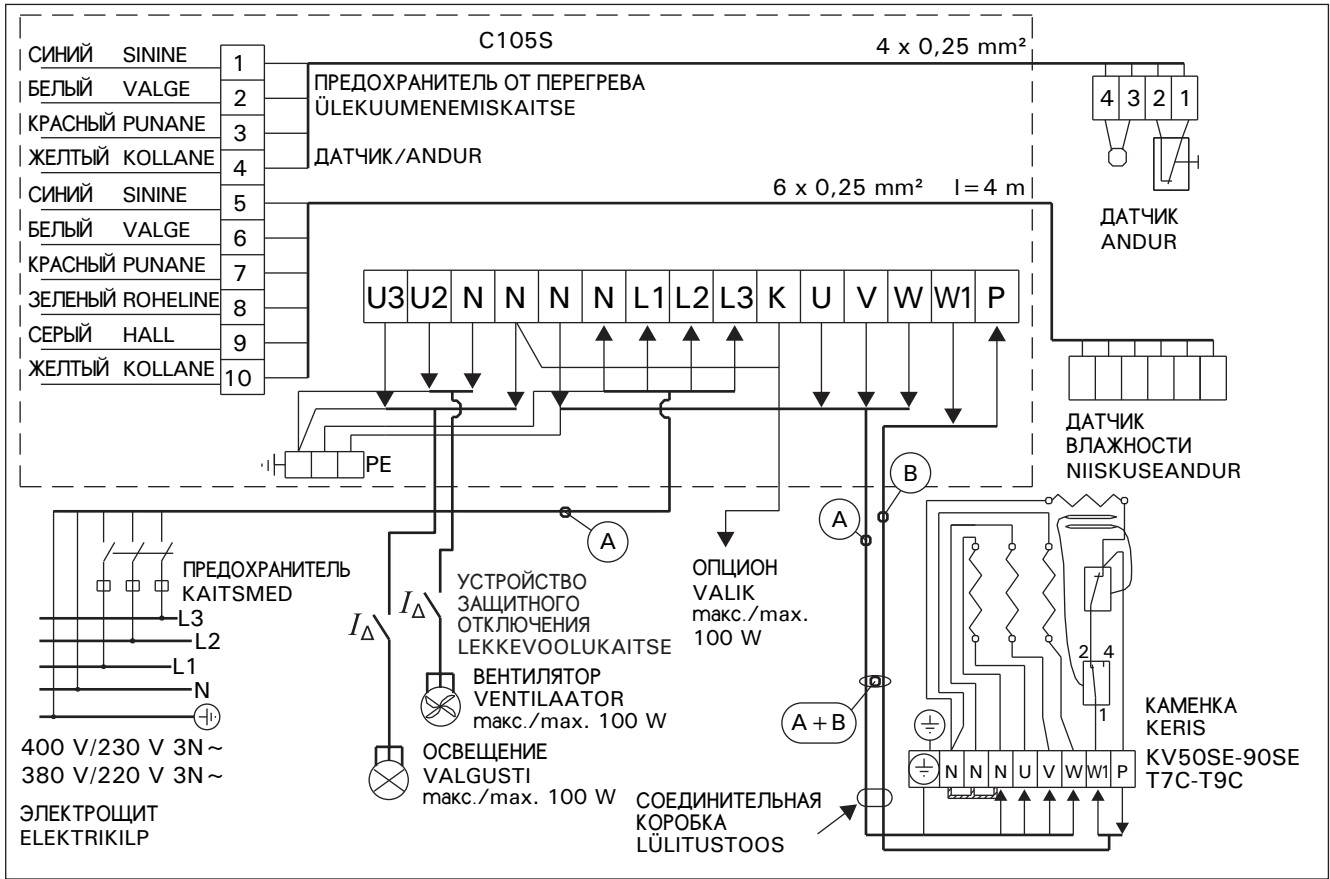 C105S
СИНИЙ SININE 1
БЕЛЫЙ VALGE 2
КРАСНЫЙ PUNANE 3
ЖЕЛТЫЙ KOLLANE 4
СИНИЙ SININE 5
БЕЛЫЙ VALGE 6
КРАСНЫЙ PUNANE 7
ЗЕЛЕНЫЙ ROHELINE 8
СЕРЫЙ HALL 9
ЖЕЛТЫЙ KOLLANE 10
ПРЕДОХРАНИТЕЛЬ ОТ ПЕРЕГРЕВА
ÜLEKUUMENEMISKAITSE
ДАТЧИК/ANDUR
4 x 0,25 mm²
4 3 2 1
ДАТЧИК
ANDUR
6 x 0,25 mm² l=4 m
U3 U2 N N N N L1 L2 L3 K U V W W1 P
ДАТЧИК
ВЛАЖНОСТИ
NIISKUSEANDUR
PE
A
A
B
ПРЕДОХРАНИТЕЛЬ
KAITSMED
L3
L2
L1
N
400 V/230 V 3N~
380 V/220 V 3N~
ЭЛЕКТРОЩИТ
ELEKTRIKILP
IΔ
IΔ
УСТРОЙСТВО
ЗАЩИТНОГО
ОТКЛЮЧЕНИЯ
LEKKEVOOLUKAITSE
ВЕНТИЛЯТОР
VENTILAATOR
макс./max. 100 W
ОСВЕЩЕНИЕ
VALGUSTI
макс./max. 100 W
ОПЦИОН
VALIK
макс./max.
100 W
A+B
СОЕДИНИТЕЛЬНАЯ
КОРОБКА
LÜLITUSTOOS
2 4
1
N N N U V W W1 P
КАМЕНКА
KERIS
KV50SE-90SE
T7C-T9C